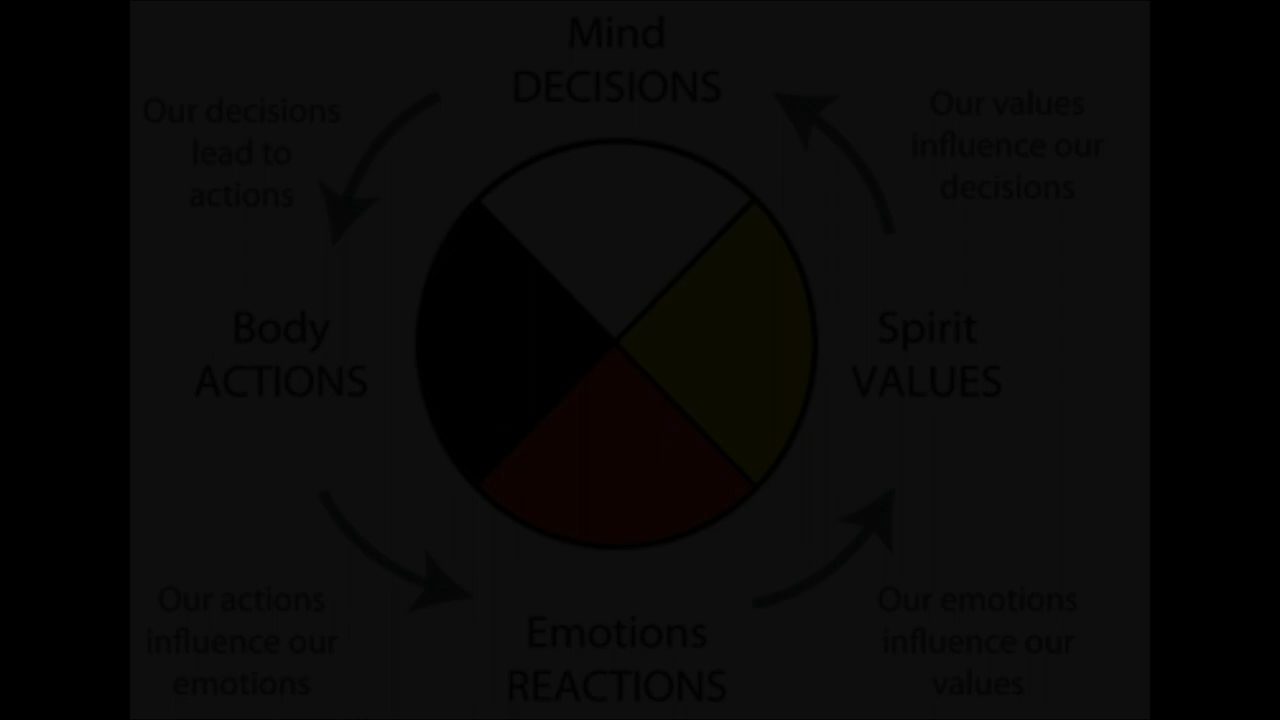 Mind
DECISIONS
Our decisions
lead to
actions
Our values
influence our
decisions
Body
ACTIONS
Spirit
VALUES
Our actions
influence our
emotions
Emotions
REACTIONS
Our emotions
influence our
values